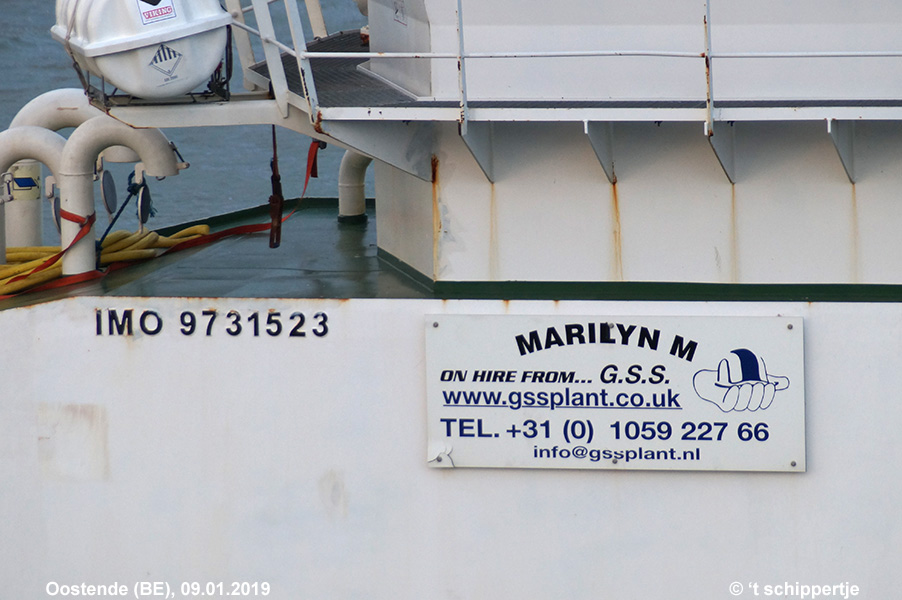 VIKING
IMO 9731523
MARILYN M
ON HIRE FROM... G.S.S.
www.gssplant.co.uk
TEL. +31 (0) 1059 227 66
info@gssplant.nl
Oostende (BE), 09.01.2019
© 't schippertje